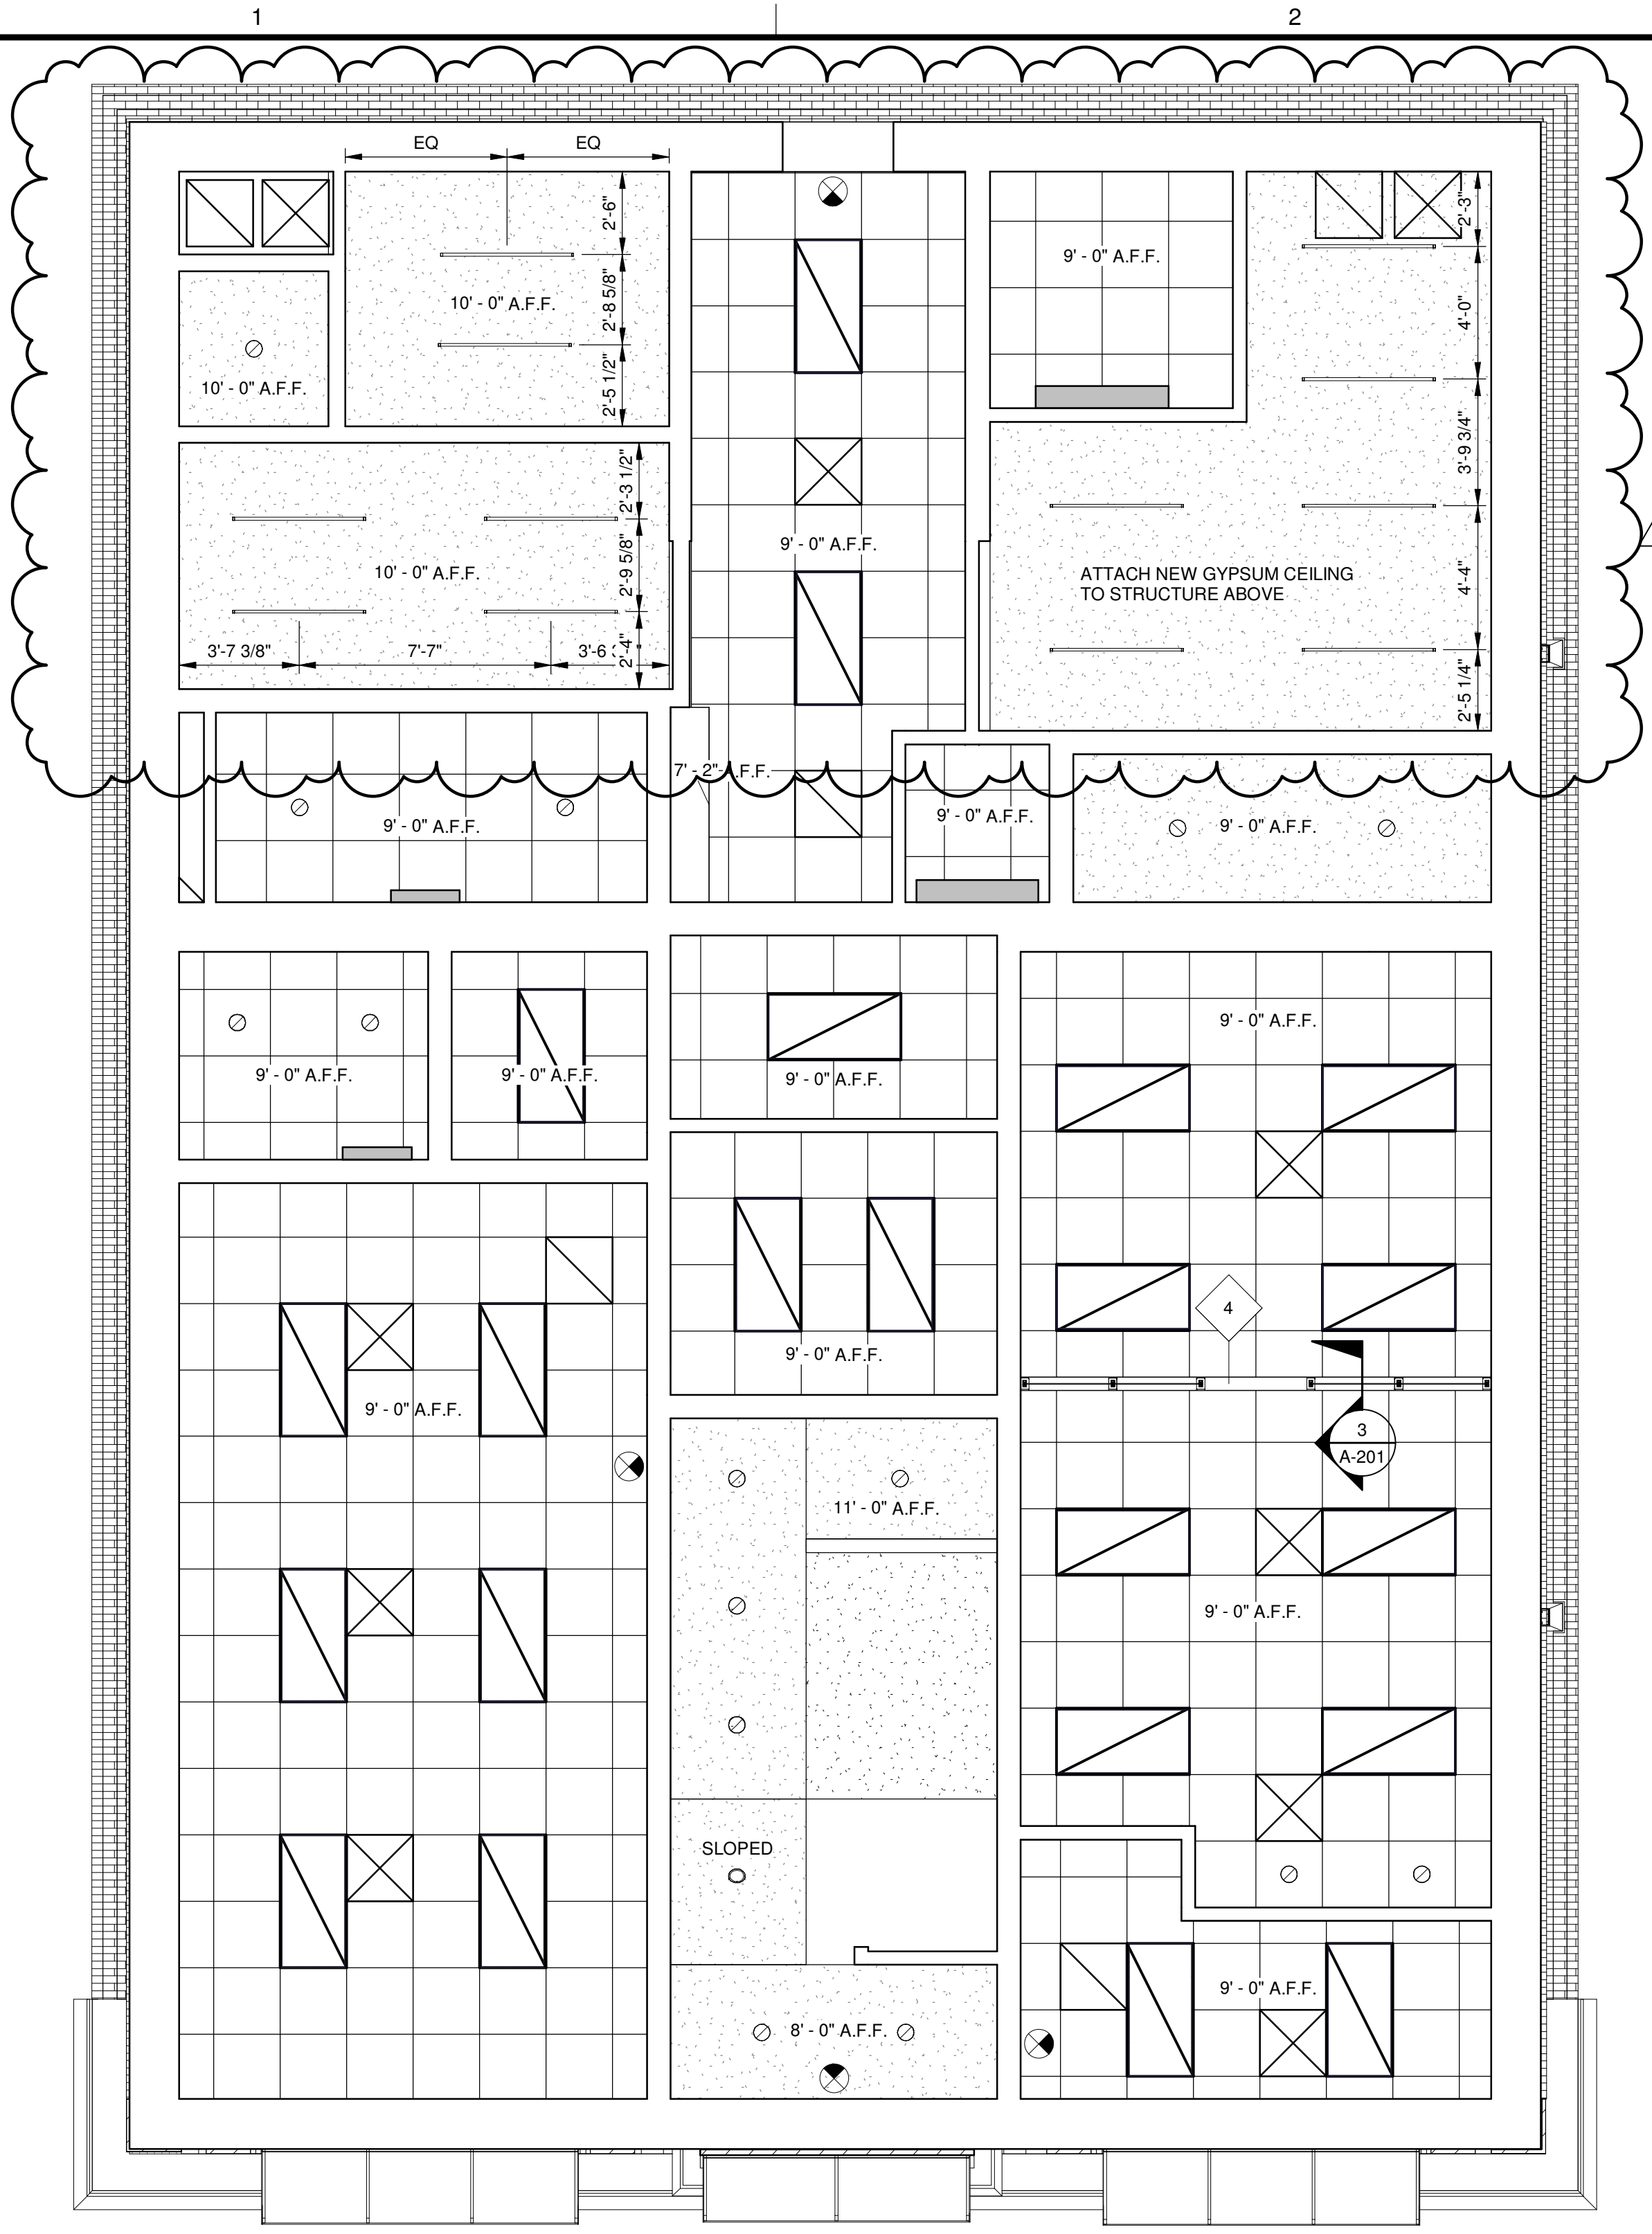 1
2
EQ
EQ
2'-6"
2'-8 5/8"
2'-5 1/2"
10' - 0" A.F.F.
10' - 0" A.F.F.
9' - 0" A.F.F.
2'-3"
4'-0"
3'-9 3/4"
4'-4"
2'-5 1/4"
2'-3 1/2"
2'-9 5/8"
2'-4"
10' - 0" A.F.F.
9' - 0" A.F.F.
ATTACH NEW GYPSUM CEILING
TO STRUCTURE ABOVE
3'-7 3/8"
7'-7"
3'-6
7' - 2" A.F.F.
9' - 0" A.F.F.
9' - 0" A.F.F.
9' - 0" A.F.F.
9' - 0" A.F.F.
9' - 0" A.F.F.
9' - 0" A.F.F.
9' - 0" A.F.F.
4
9' - 0" A.F.F.
9' - 0" A.F.F.
3
A-201
11' - 0" A.F.F.
9' - 0" A.F.F.
SLOPED
9' - 0" A.F.F.
8' - 0" A.F.F.